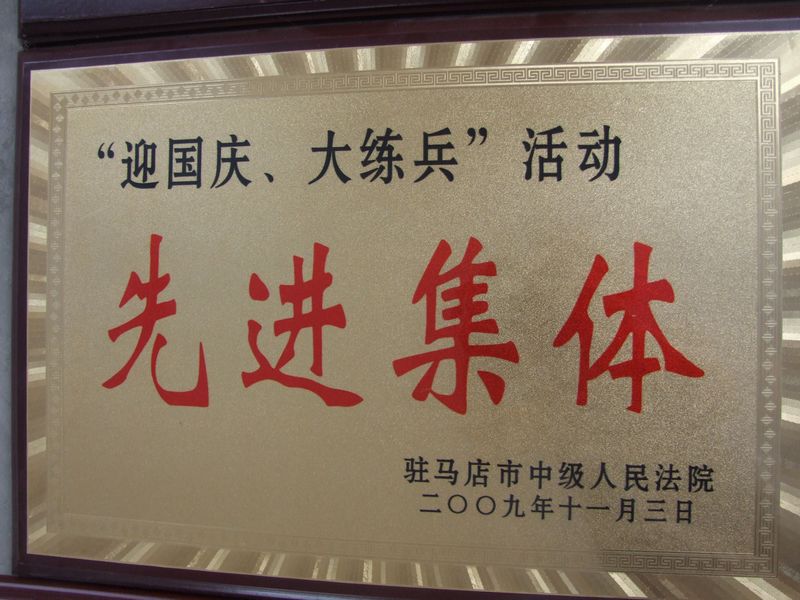 “迎国庆、大练兵”活动
先进集体
驻马店市中级人民法院
二〇〇九年十一月三日